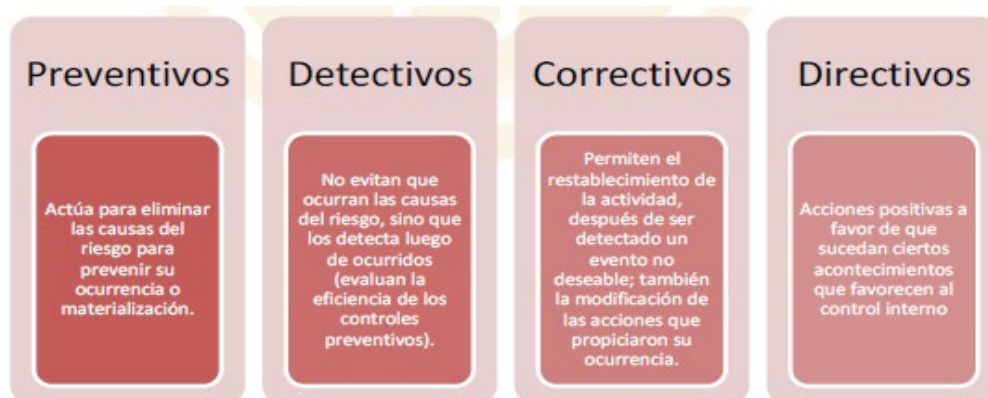 Preventivos
Actúa para eliminar
las causas del
riesgo para
prevenir su
ocurrencia o
materialización.
Detectivos
No evitan que
ocurran las causas
del riesgo, sino que
los detecta luego
de ocurridos
(evaluan la
eficiencia de los
controles
preventivos).
Correctivos
Permiten el
restablecimiento de
la actividad,
después de ser
detectado un
evento no
deseable; también
la modificación de
las acciones que
propiciaron su
ocurrencia.
Directivos
Acciones positivas a
favor de que
sucedan ciertos
acontecimientos
que favorecen al
control interno